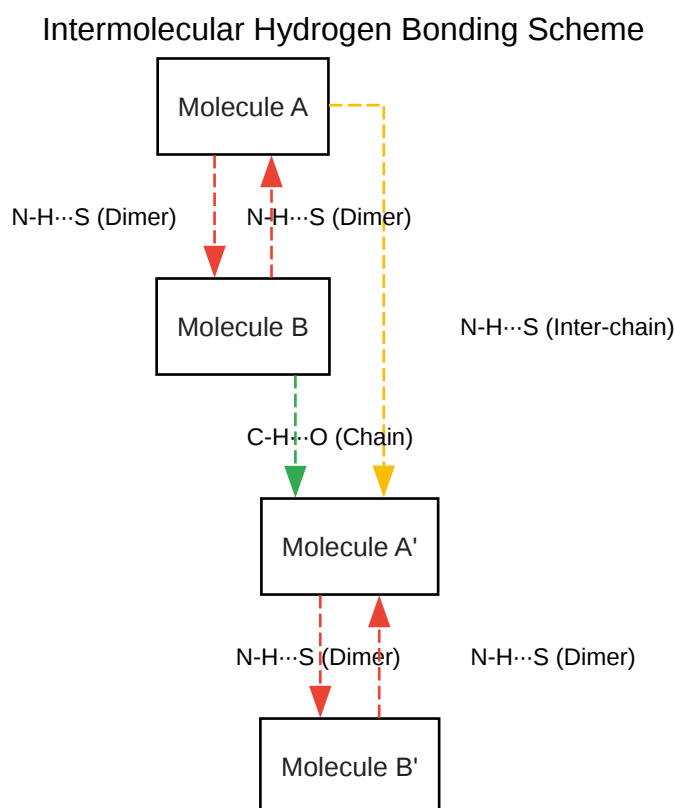 Intermolecular Hydrogen Bonding Scheme
Molecule A
N-H···S (Dimer)
N-H···S (Dimer)
Molecule B
N-H···S (Inter-chain)
C-H···O (Chain)
Molecule A'
N-H···S (Dimer)
N-H···S (Dimer)
Molecule B'